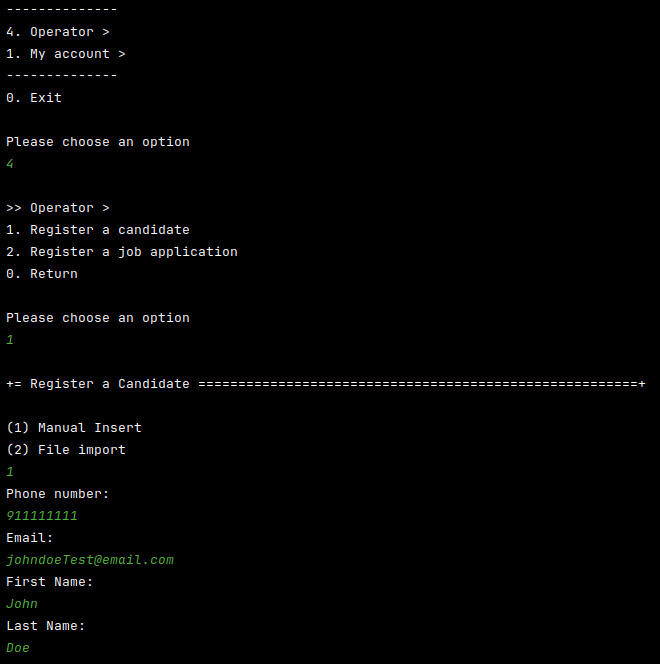 --------------
4. Operator >
1. My account >
--------------
0. Exit
Please choose an option
4
>> Operator >
1. Register a candidate
2. Register a job application
0. Return
Please choose an option
1
+= Register a Candidate =======================================================+
(1) Manual Insert
(2) File import
1
Phone number:
911111111
Email:
johndoeTest@email.com
First Name:
John
Last Name:
Doe